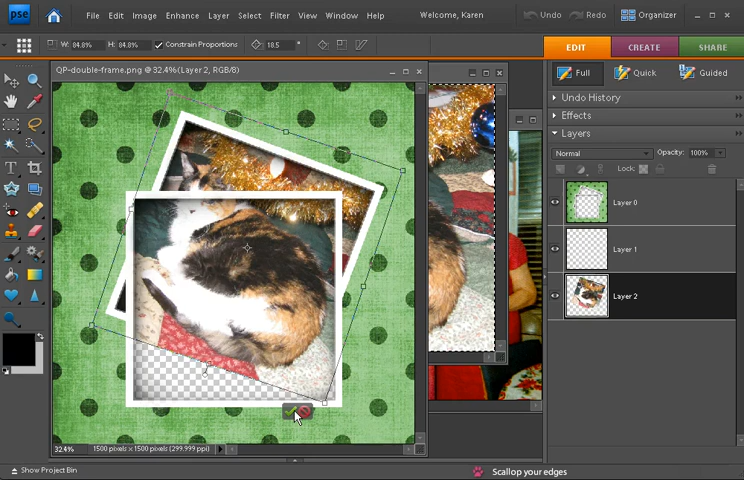 pse File Edit Image Enhance Layer Select Filter View Window Help Welcome, Karen Undo Redo Organizer
W: 84.8% H: 84.8% Constrain Proportions 18.5 EDIT CREATE SHARE
QP-double-frame.png @ 32.4%(Layer 2, RGB/8)
Full Quick Guided
Undo History
Effects
Layers
Normal Opacity: 100%
Lock:
Layer 0
Layer 1
Layer 2
32.4% 1500 pixels x 1500 pixels (299.999 ppi)
Show Project Bin Scallop your edges